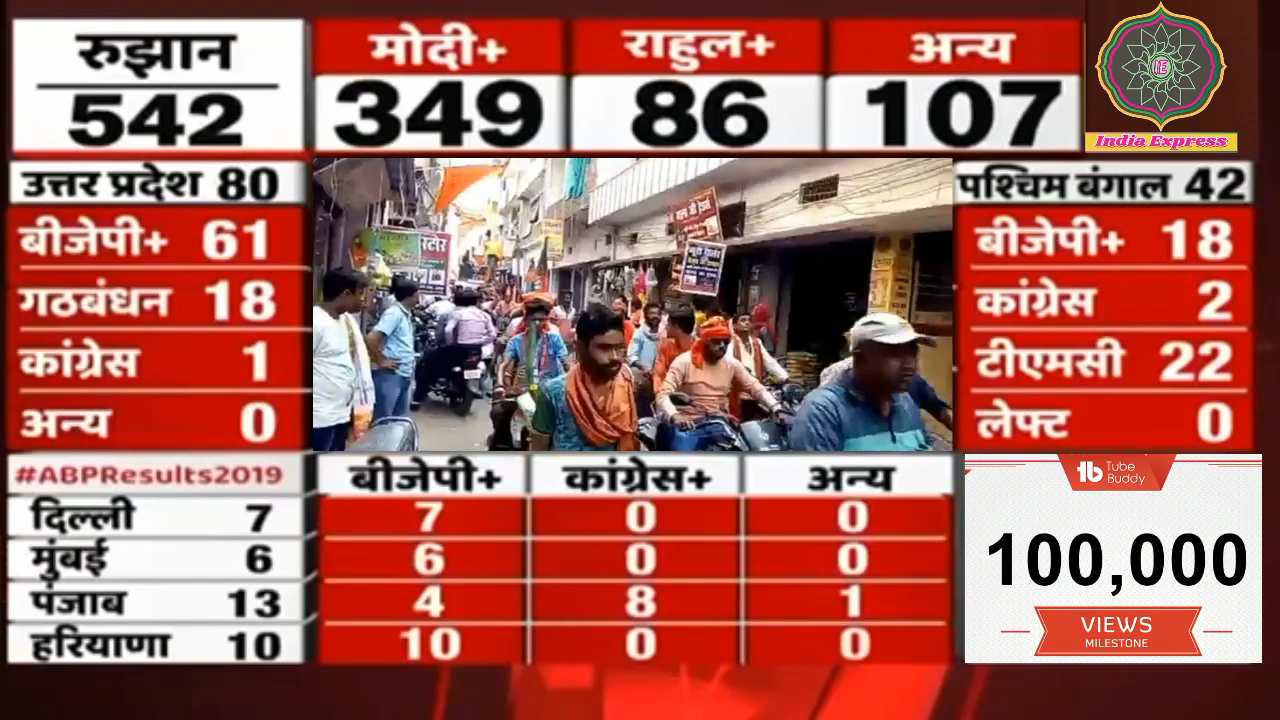 रुझान
542
मोदी+
349
राहुल+
86
अन्य
107
India Express
उत्तर प्रदेश 80
बीजेपी+ 61
गठबंधन 18
कांग्रेस 1
अन्य 0
पश्चिम बंगाल 42
बीजेपी+ 18
कांग्रेस 2
टीएमसी 22
लेफ्ट 0
#ABPResults2019
बीजेपी+ कांग्रेस+ अन्य
दिल्ली 7 7 0 0
मुंबई 6 6 0 0
पंजाब 13 4 8 1
हरियाणा 10 10 0 0
Tube
Buddy
100,000
VIEWS
MILESTONE